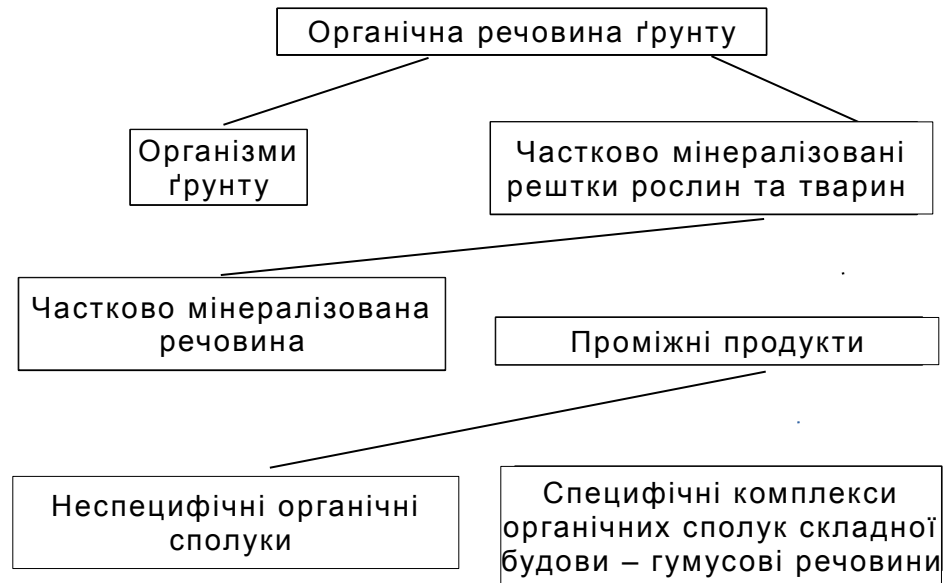 Органічна речовина ґрунту
Організми
ґрунту
Частково мінералізовані
рештки рослин та тварин
Частково мінералізована
речовина
Проміжні продукти
Неспецифічні органічні
сполуки
Специфічні комплекси
органічних сполук складної
будови – гумусові речовини